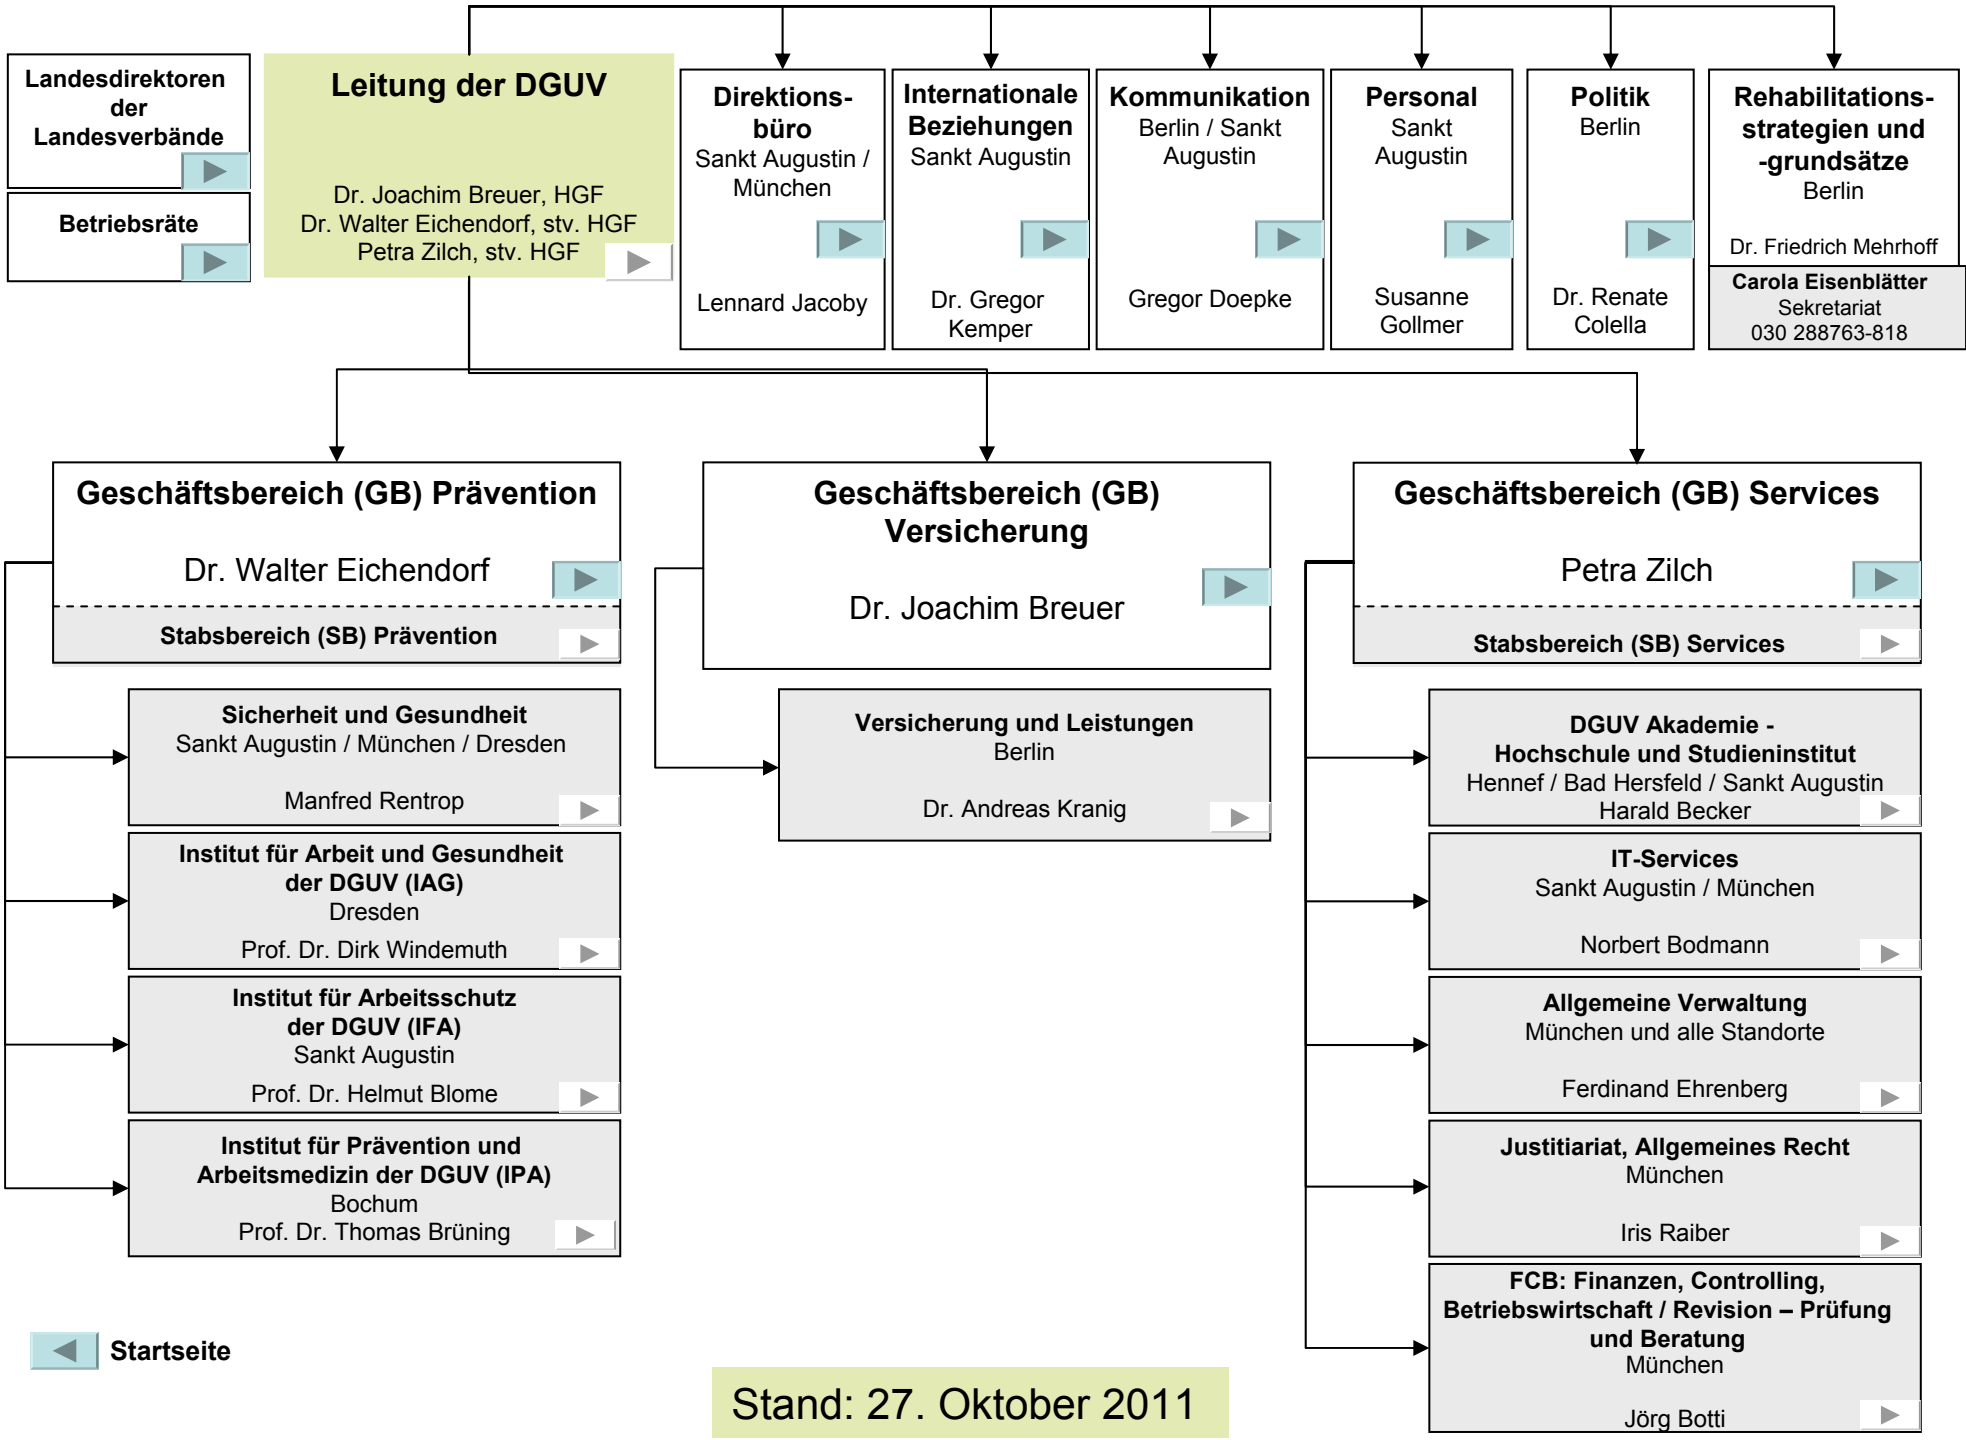 Landesdirektoren
der
Landesverbände
Betriebsräte
Leitung der DGUV
Dr. Joachim Breuer, HGF
Dr. Walter Eichendorf, stv. HGF
Petra Zilch, stv. HGF
Direktions-
büro
Sankt Augustin /
München
Lennard Jacoby
Internationale
Beziehungen
Sankt Augustin
Dr. Gregor
Kemper
Kommunikation
Berlin / Sankt
Augustin
Gregor Doepke
Personal
Sankt
Augustin
Susanne
Gollmer
Politik
Berlin
Dr. Renate
Colella
Rehabilitations-
strategien und
-grundsätze
Berlin
Dr. Friedrich Mehrhoff
Carola Eisenblätter
Sekretariat
030 288763-818
Geschäftsbereich (GB) Prävention
Dr. Walter Eichendorf
Stabsbereich (SB) Prävention
Sicherheit und Gesundheit
Sankt Augustin / München / Dresden
Manfred Rentrop
Institut für Arbeit und Gesundheit
der DGUV (IAG)
Dresden
Prof. Dr. Dirk Windemuth
Institut für Arbeitsschutz
der DGUV (IFA)
Sankt Augustin
Prof. Dr. Helmut Blome
Institut für Prävention und
Arbeitsmedizin der DGUV (IPA)
Bochum
Prof. Dr. Thomas Brüning
Geschäftsbereich (GB)
Versicherung
Dr. Joachim Breuer
Versicherung und Leistungen
Berlin
Dr. Andreas Kranig
Geschäftsbereich (GB) Services
Petra Zilch
Stabsbereich (SB) Services
DGUV Akademie -
Hochschule und Studieninstitut
Hennef / Bad Hersfeld / Sankt Augustin
Harald Becker
IT-Services
Sankt Augustin / München
Norbert Bodmann
Allgemeine Verwaltung
München und alle Standorte
Ferdinand Ehrenberg
Justitiariat, Allgemeines Recht
München
Iris Raiber
FCB: Finanzen, Controlling,
Betriebswirtschaft / Revision – Prüfung
und Beratung
München
Jörg Botti
Startseite
Stand: 27. Oktober 2011